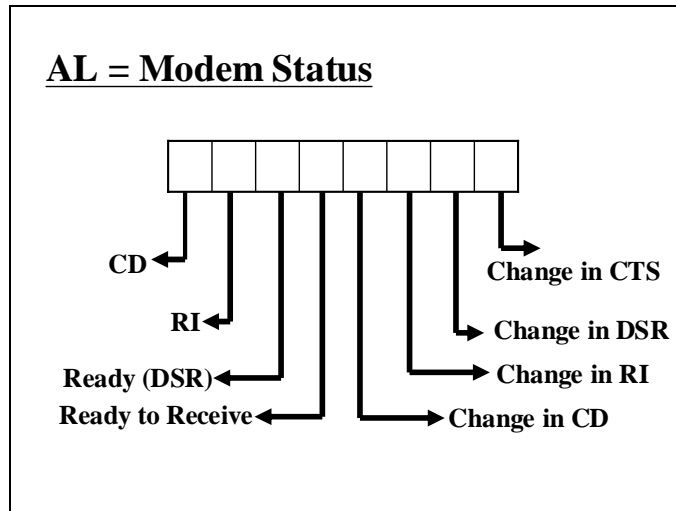 AL = Modem Status
CD
Change in CTS
RI
Change in DSR
Ready (DSR)
Change in RI
Ready to Receive
Change in CD